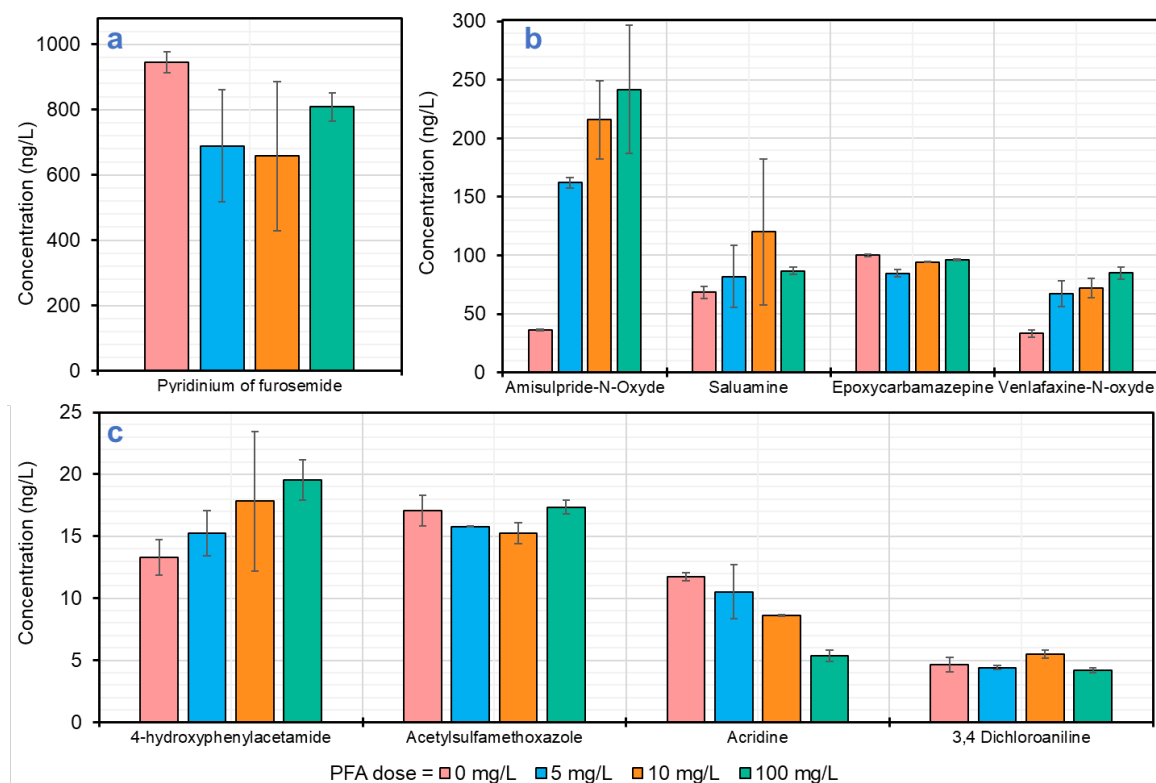 a
Concentration (ng/L)
1000
800
600
400
200
0
Pyridinium of furosemide
b
Concentration (ng/L)
300
250
200
150
100
50
0
Amisulpride-N-Oxyde Saluamine Epoxycarbamazepine Venlafaxine-N-oxyde
c
Concentration (ng/L)
25
20
15
10
5
0
4-hydroxyphenylacetamide Acetylsulfamethoxazole Acridine 3,4 Dichloroaniline
PFA dose = 0 mg/L 5 mg/L 10 mg/L 100 mg/L